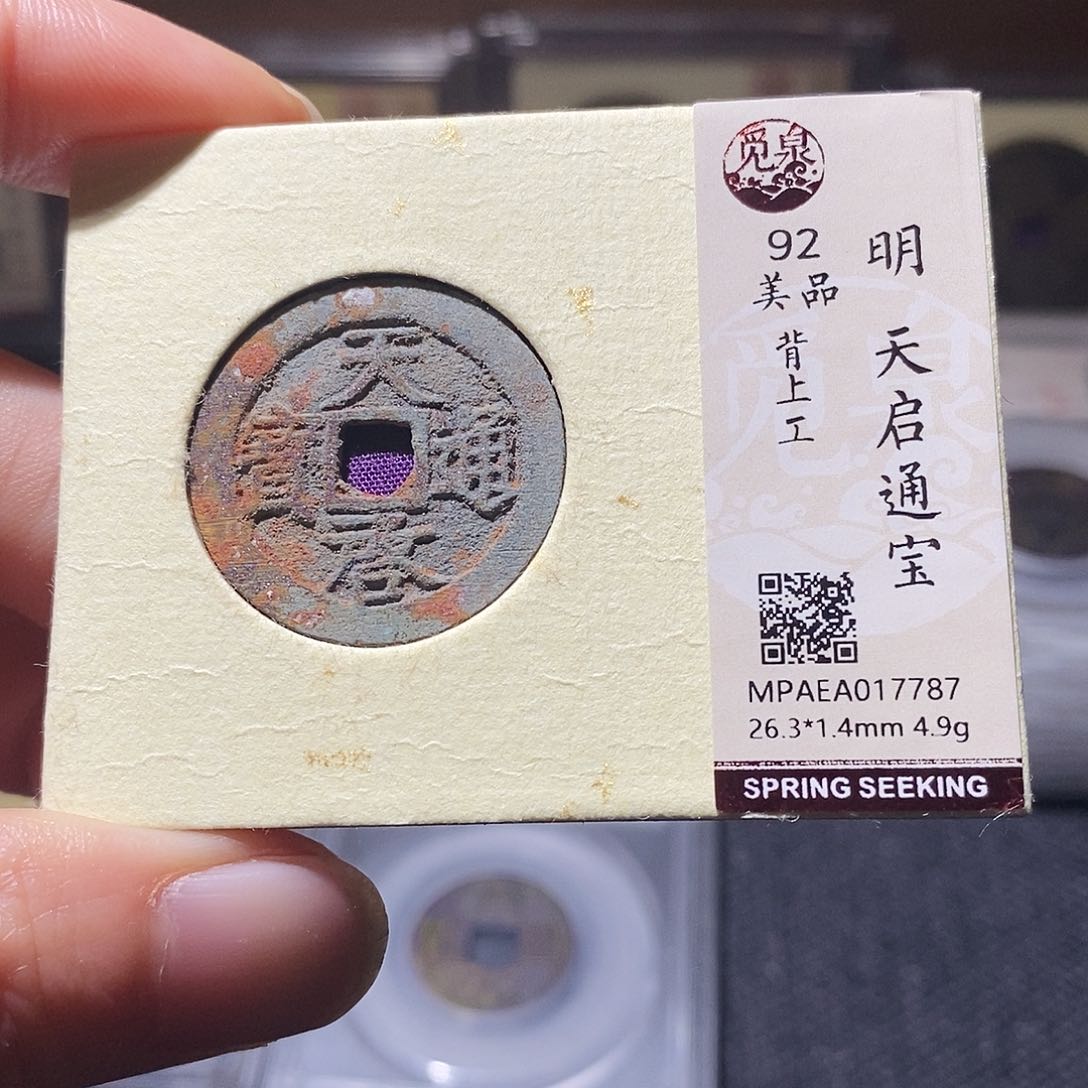 天啓通寶
觅泉
92
美品
背上工
明 天启通宝
MPAEA017787
26.3*1.4mm 4.9g
SPRING SEEKING